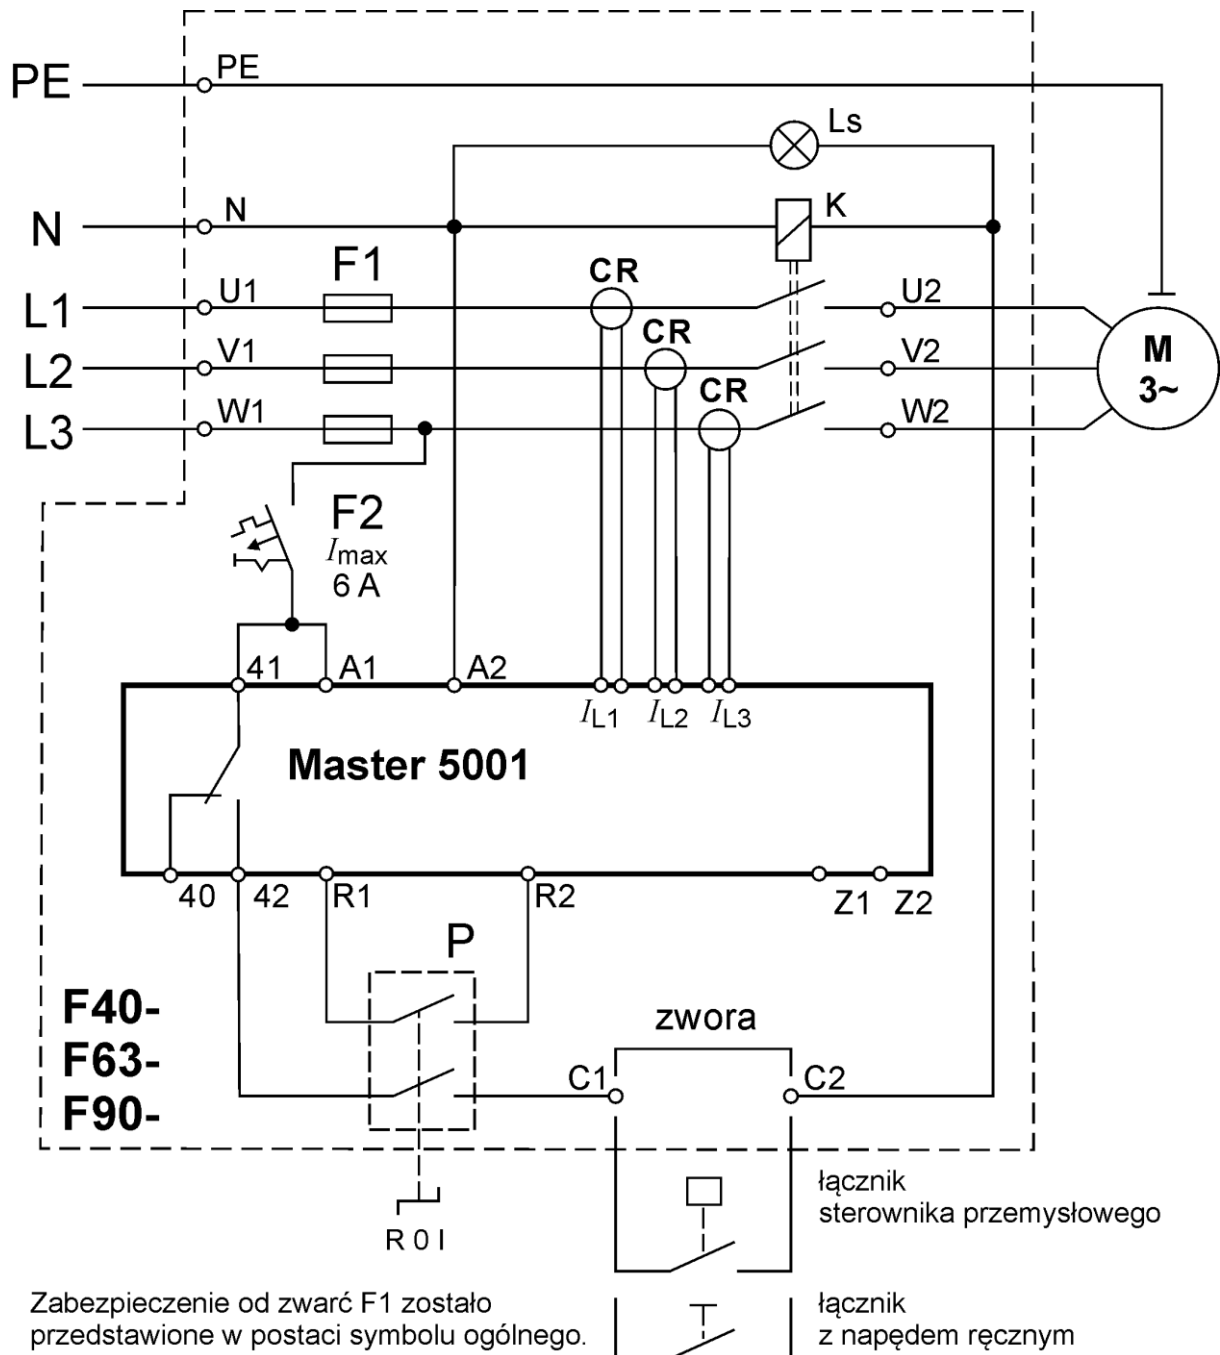 PE
PE
Ls
N
N
K
F1
CR
L1
U1
U2
CR
L2
V1
V2
M
3~
CR
L3
W1
W2
F2
Imax
6 A
41
A1
A2
IL1
IL2
IL3
Master 5001
40
42
R1
R2
Z1
Z2
P
F40-
F63-
F90-
zwora
C1
C2
R 0 I
łącznik
sterownika przemysłowego
Zabezpieczenie od zwarć F1 zostało
przedstawione w postaci symbolu ogólnego.
łącznik
z napędem ręcznym